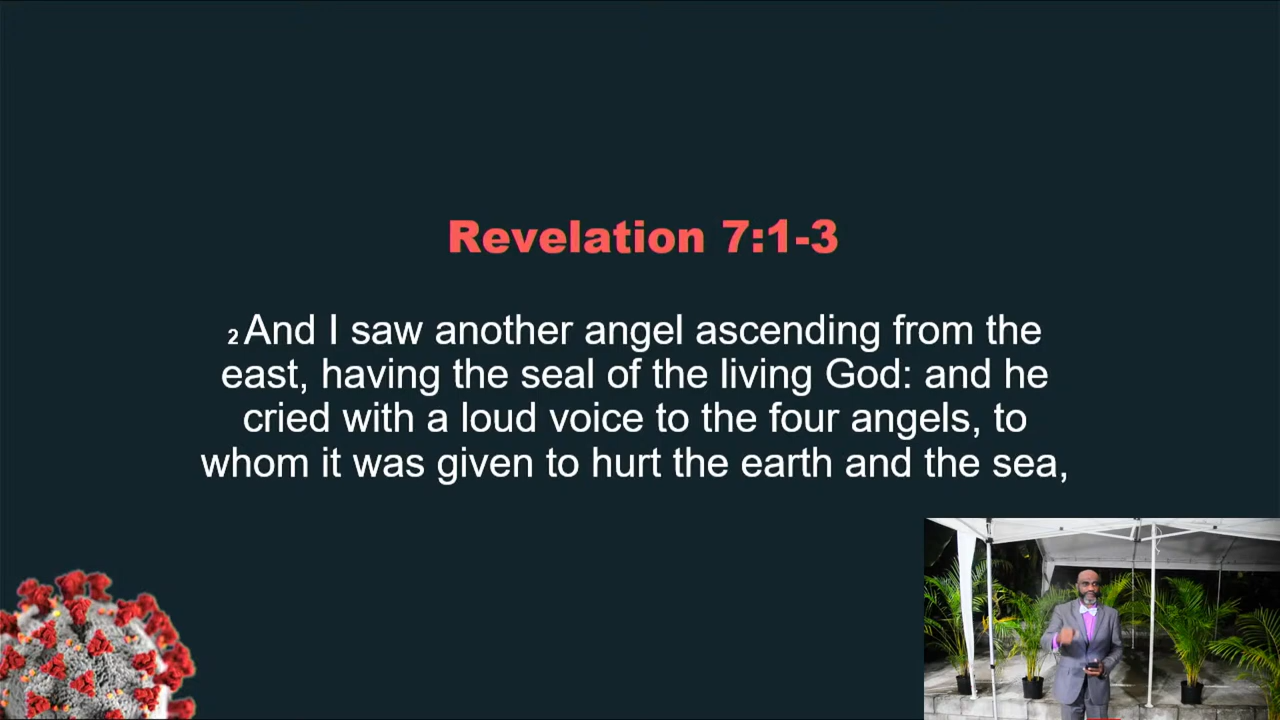 Revelation 7:1-3
2 And I saw another angel ascending from the
east, having the seal of the living God: and he
cried with a loud voice to the four angels, to
whom it was given to hurt the earth and the sea,